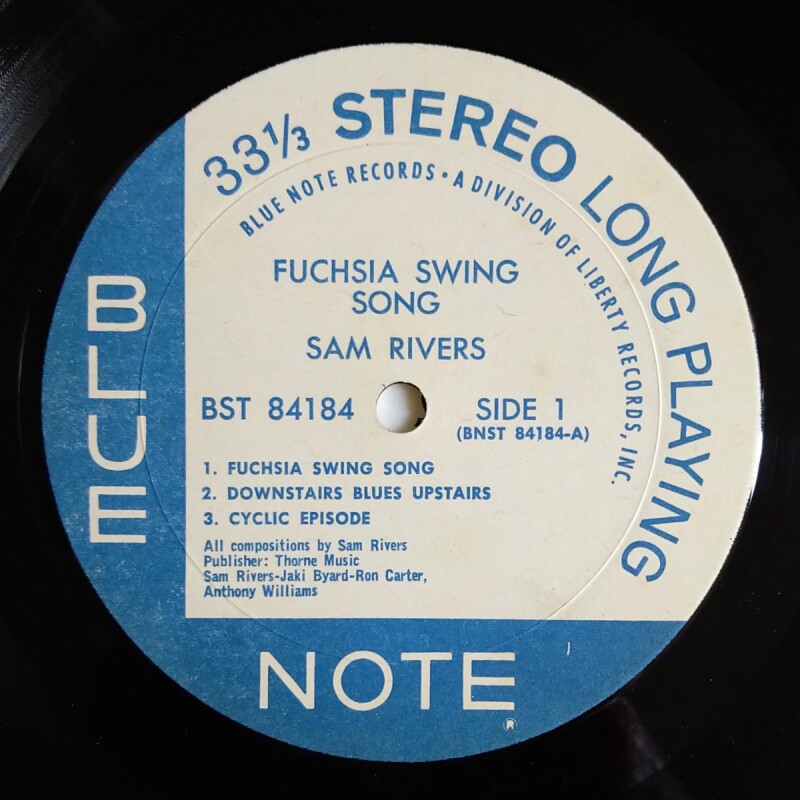 33⅓ STEREO LONG PLAYING
BLUE NOTE RECORDS • A DIVISION OF LIBERTY RECORDS, INC.
FUCHSIA SWING
SONG
SAM RIVERS
BST 84184
SIDE 1
(BNST 84184-A)
1. FUCHSIA SWING SONG
2. DOWNSTAIRS BLUES UPSTAIRS
3. CYCLIC EPISODE
All compositions by Sam Rivers
Publisher: Thorne Music
Sam Rivers-Jaki Byard-Ron Carter,
Anthony Williams
BLUE
NOTE
®